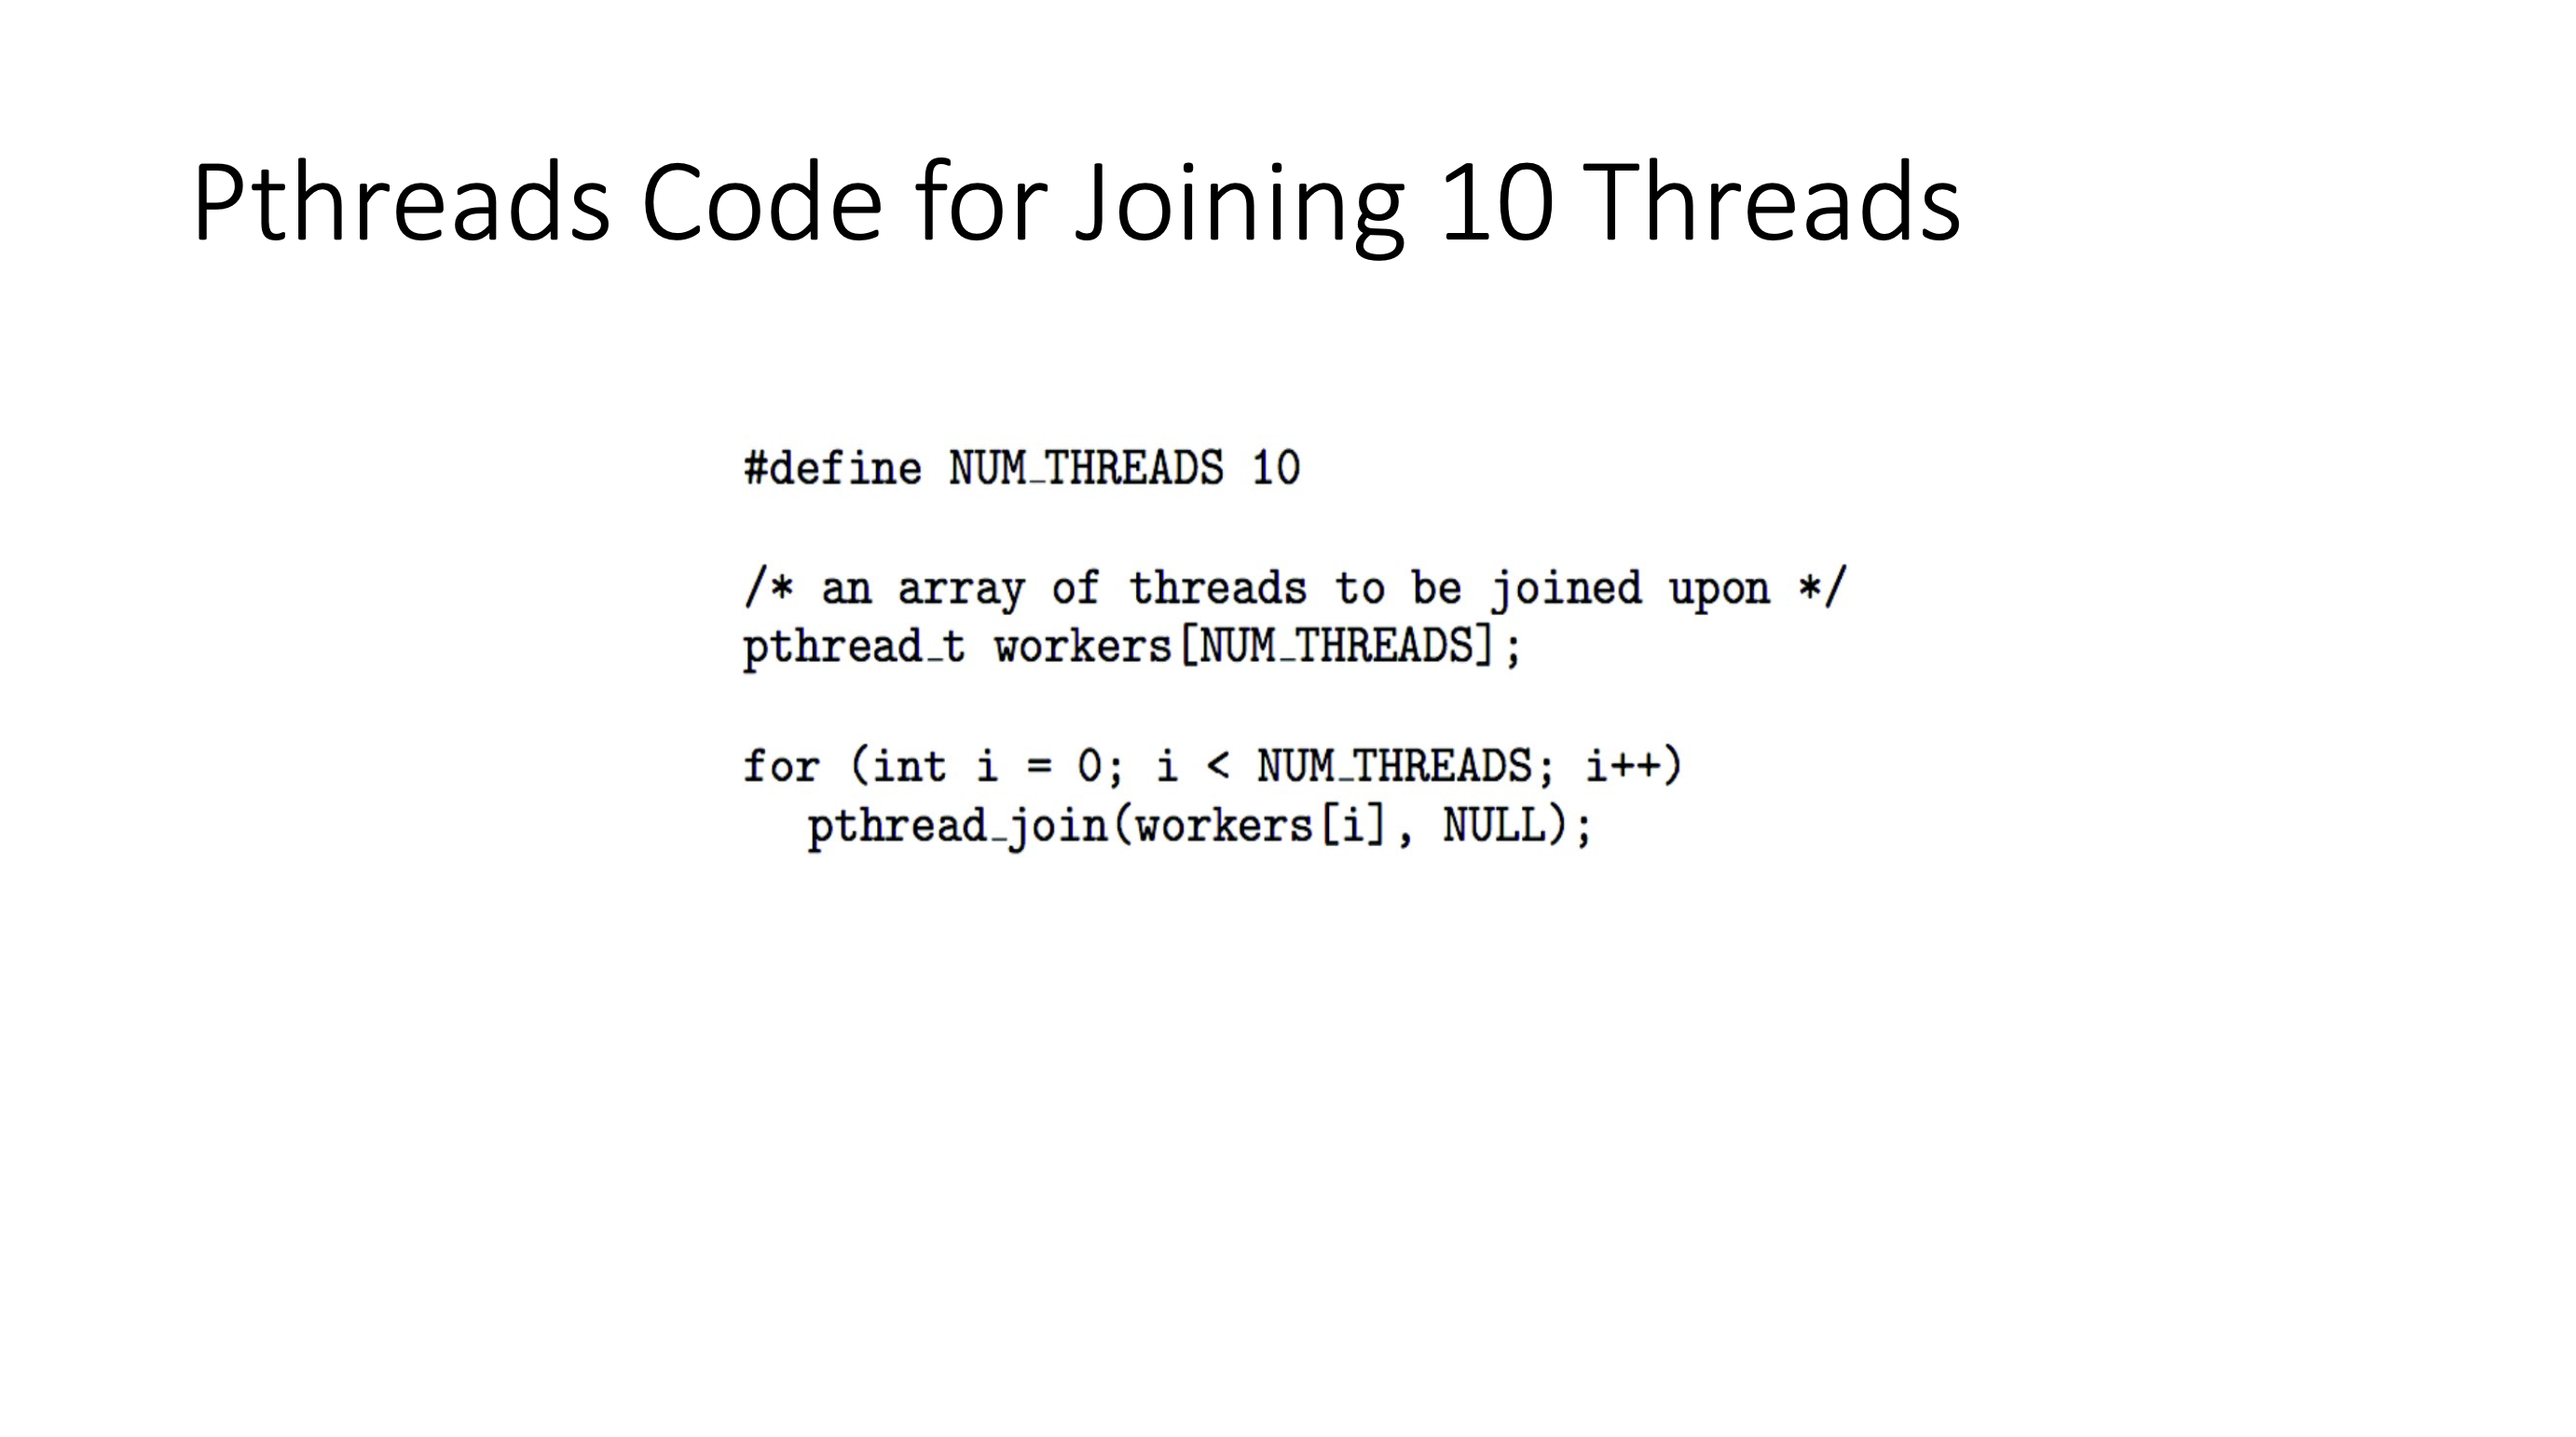 Pthreads Code for Joining 10 Threads
#define NUM_THREADS 10
/* an array of threads to be joined upon */
pthread_t workers[NUM_THREADS];
for (int i = 0; i < NUM_THREADS; i++)
pthread_join(workers[i], NULL);